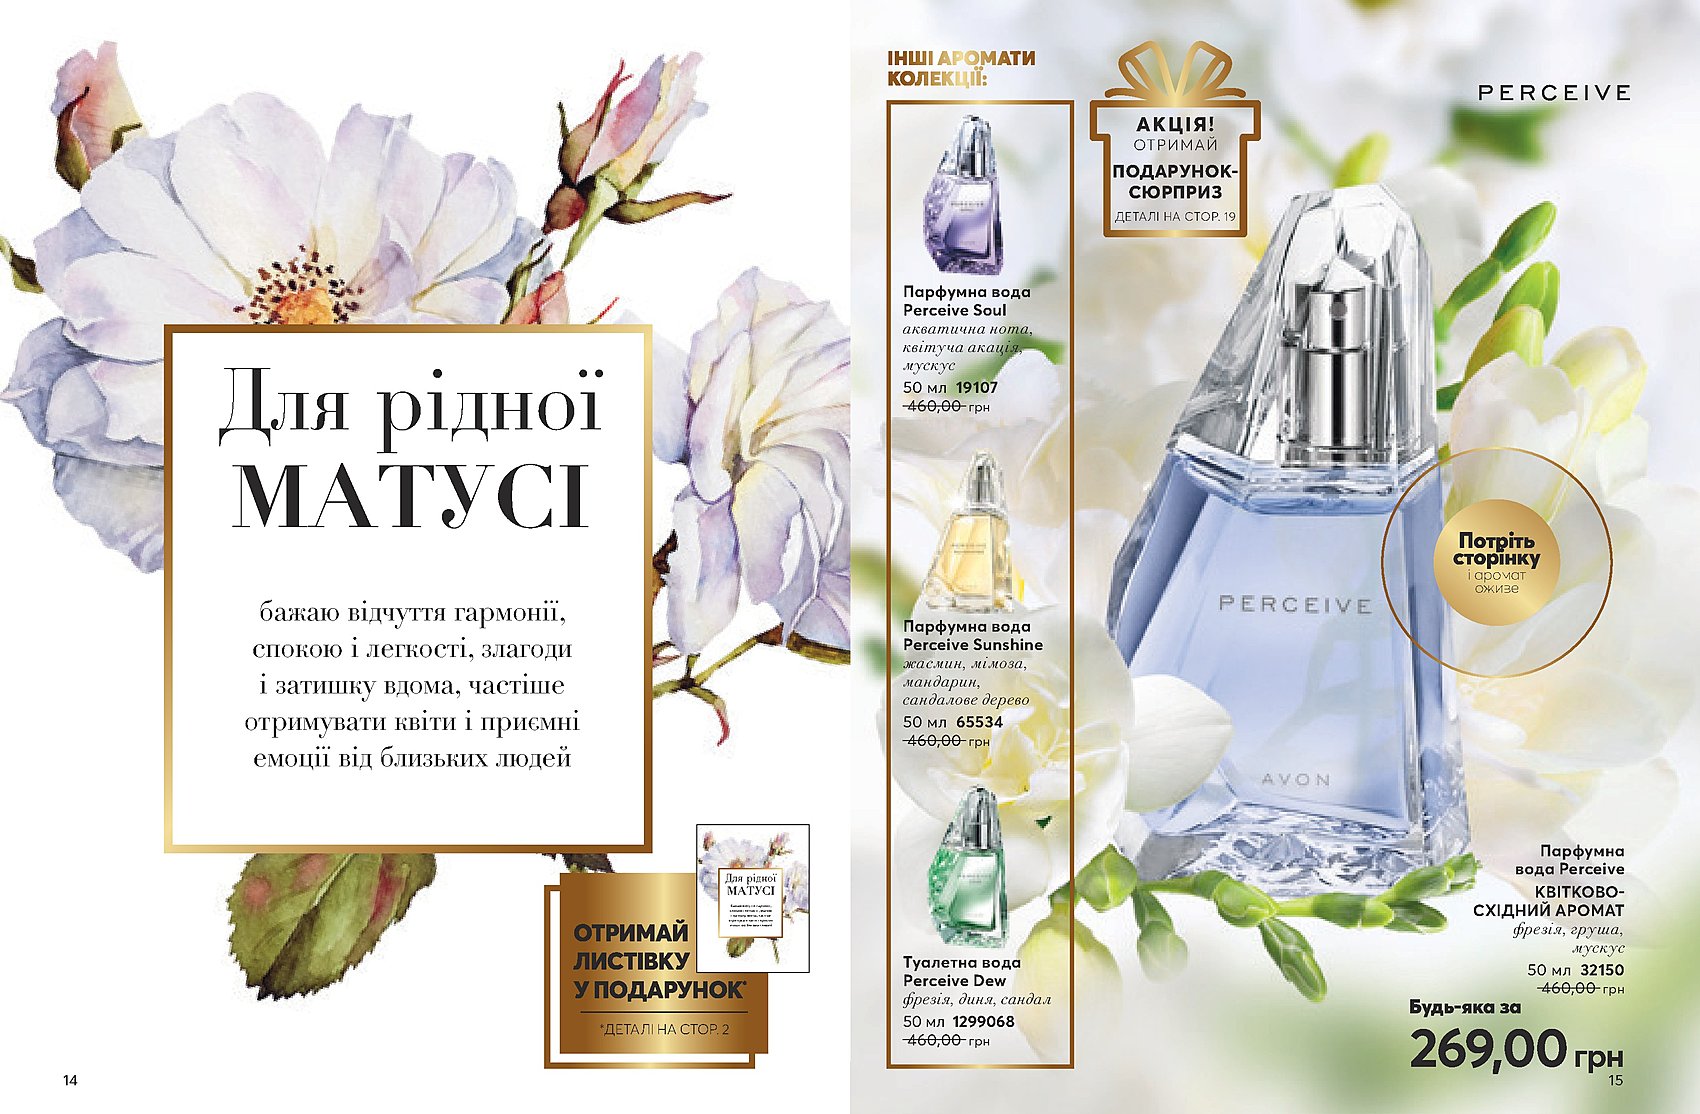 Для рідної
МАТУСІ
бажаю відчуття гармонії,
спокою і легкості, злагоди
і затишку вдома, частіше
отримувати квіти і приємні
емоції від близьких людей
Для рідної
МАТУСІ
ОТРИМАЙ
ЛИСТІВКУ
У ПОДАРУНОК*
*ДЕТАЛІ НА СТОР. 2
14
ІНШІ АРОМАТИ
КОЛЕКЦІЇ:
АКЦІЯ!
ОТРИМАЙ
ПОДАРУНОК-
СЮРПРИЗ
ДЕТАЛІ НА СТОР. 19
PERCEIVE
PERCEIVE
Парфумна вода
Perceive Soul
акватична нота,
квітуча акація,
мускус
50 мл 19107
460,00 грн
Парфумна вода
Perceive Sunshine
жасмин, мімоза,
мандарин,
сандалове дерево
50 мл 65534
460,00 грн
Туалетна вода
Perceive Dew
фрезія, диня, сандал
50 мл 1299068
460,00 грн
PERCEIVE
AVON
Потріть
сторінку
і аромат
оживе
Парфумна
вода Perceive
КВІТКОВО-
СХІДНИЙ АРОМАТ
фрезія, груша,
мускус
50 мл 32150
460,00 грн
Будь-яка за
269,00 грн
15